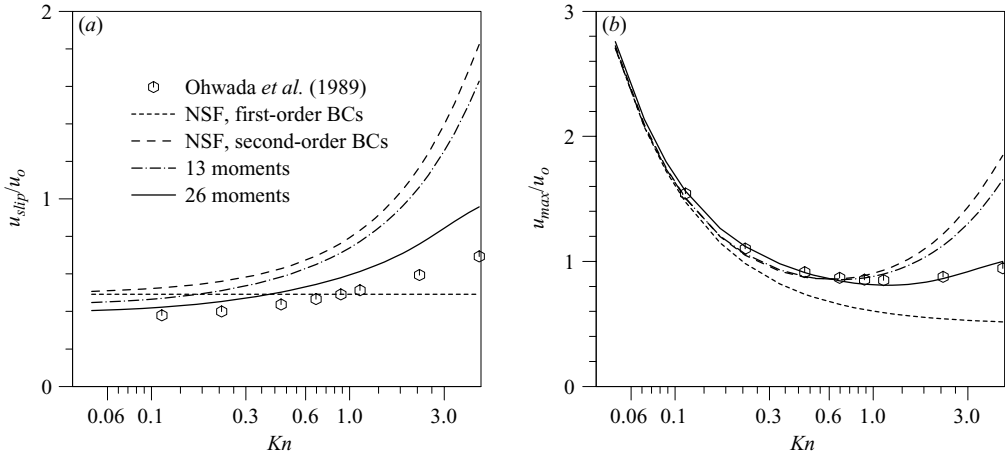 2
(a)
Ohwada et al. (1989)
NSF, first-order BCs
NSF, second-order BCs
13 moments
26 moments
u_slip/u_o
1
0
0.06 0.1 0.3 0.6 1.0 3.0
Kn
3
(b)
2
u_max/u_o
1
0
0.06 0.1 0.3 0.6 1.0 3.0
Kn